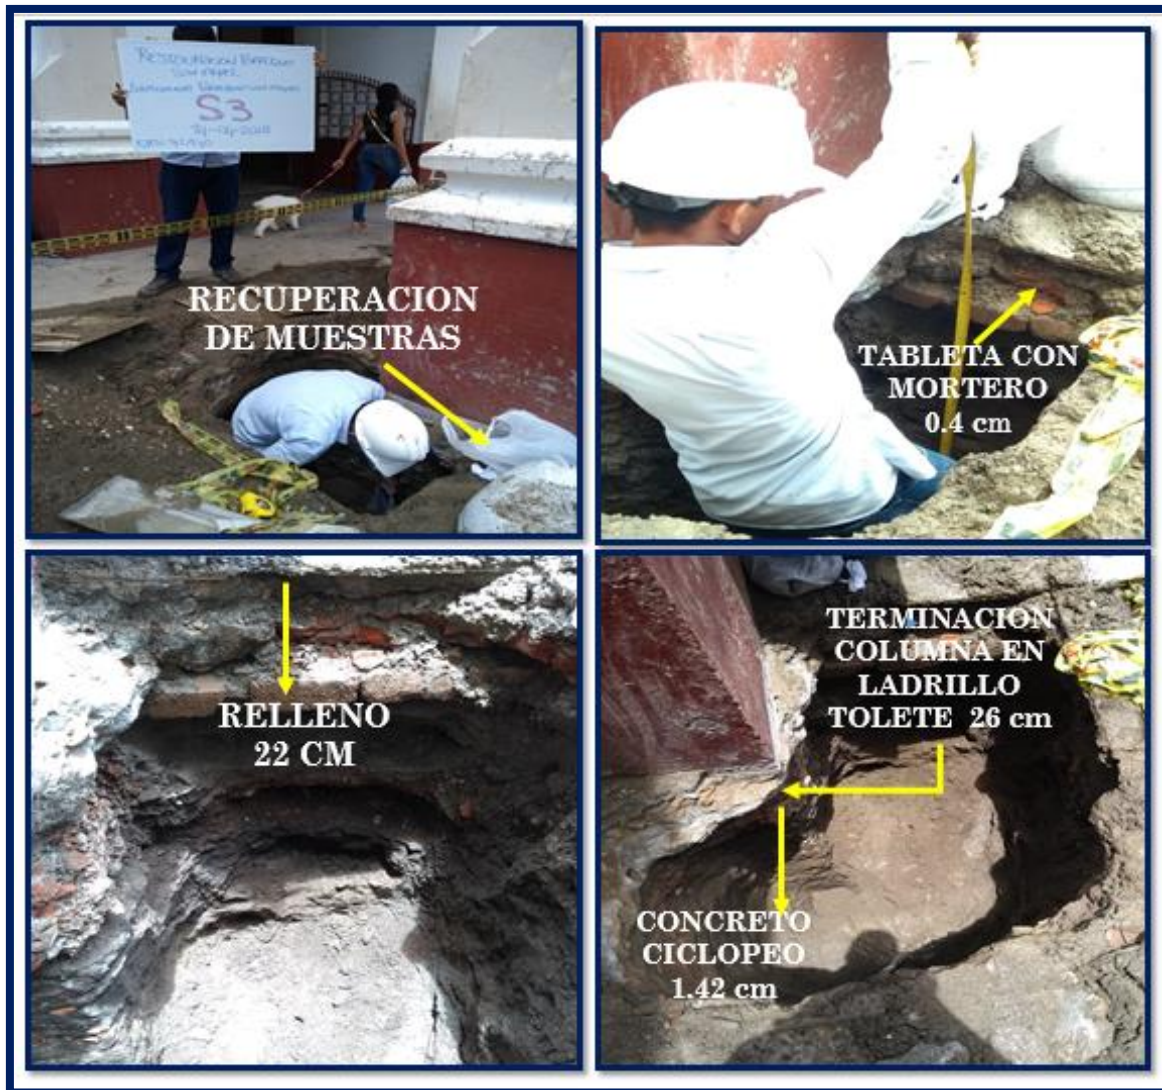 S3
RECUPERACION
DE MUESTRAS
TABLETA CON
MORTERO
0.4 cm
RELLENO
22 CM
TERMINACION
COLUMNA EN
LADRILLO
TOLETE 26 cm
CONCRETO
CICLOPEO
1.42 cm